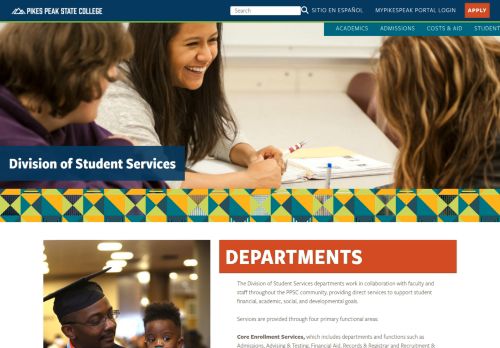 PIKES PEAK STATE COLLEGE
Search
SITIO EN ESPAÑOL
MYPIKESPEAK PORTAL LOGIN
APPLY
ACADEMICS ADMISSIONS COSTS & AID STUDENT
Division of Student Services
DEPARTMENTS
The Division of Student Services departments work in collaboration with faculty and
staff throughout the PPSC community, providing direct services to support student
financial, academic, social, and developmental goals.
Services are provided through four primary functional areas:
Core Enrollment Services, which includes departments and functions such as
Admissions, Advising & Testing, Financial Aid, Records & Registrar and Recruitment &